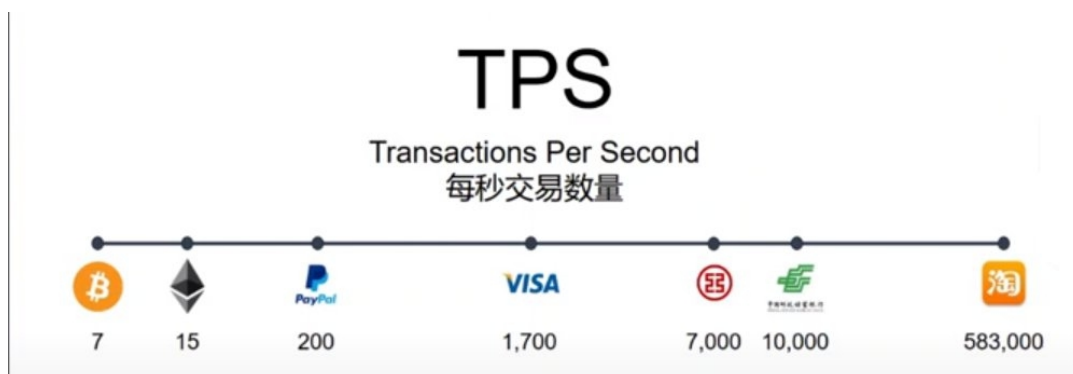 TPS
Transactions Per Second
每秒交易数量
PayPal
VISA
淘
7
15
200
1,700
7,000
10,000
583,000